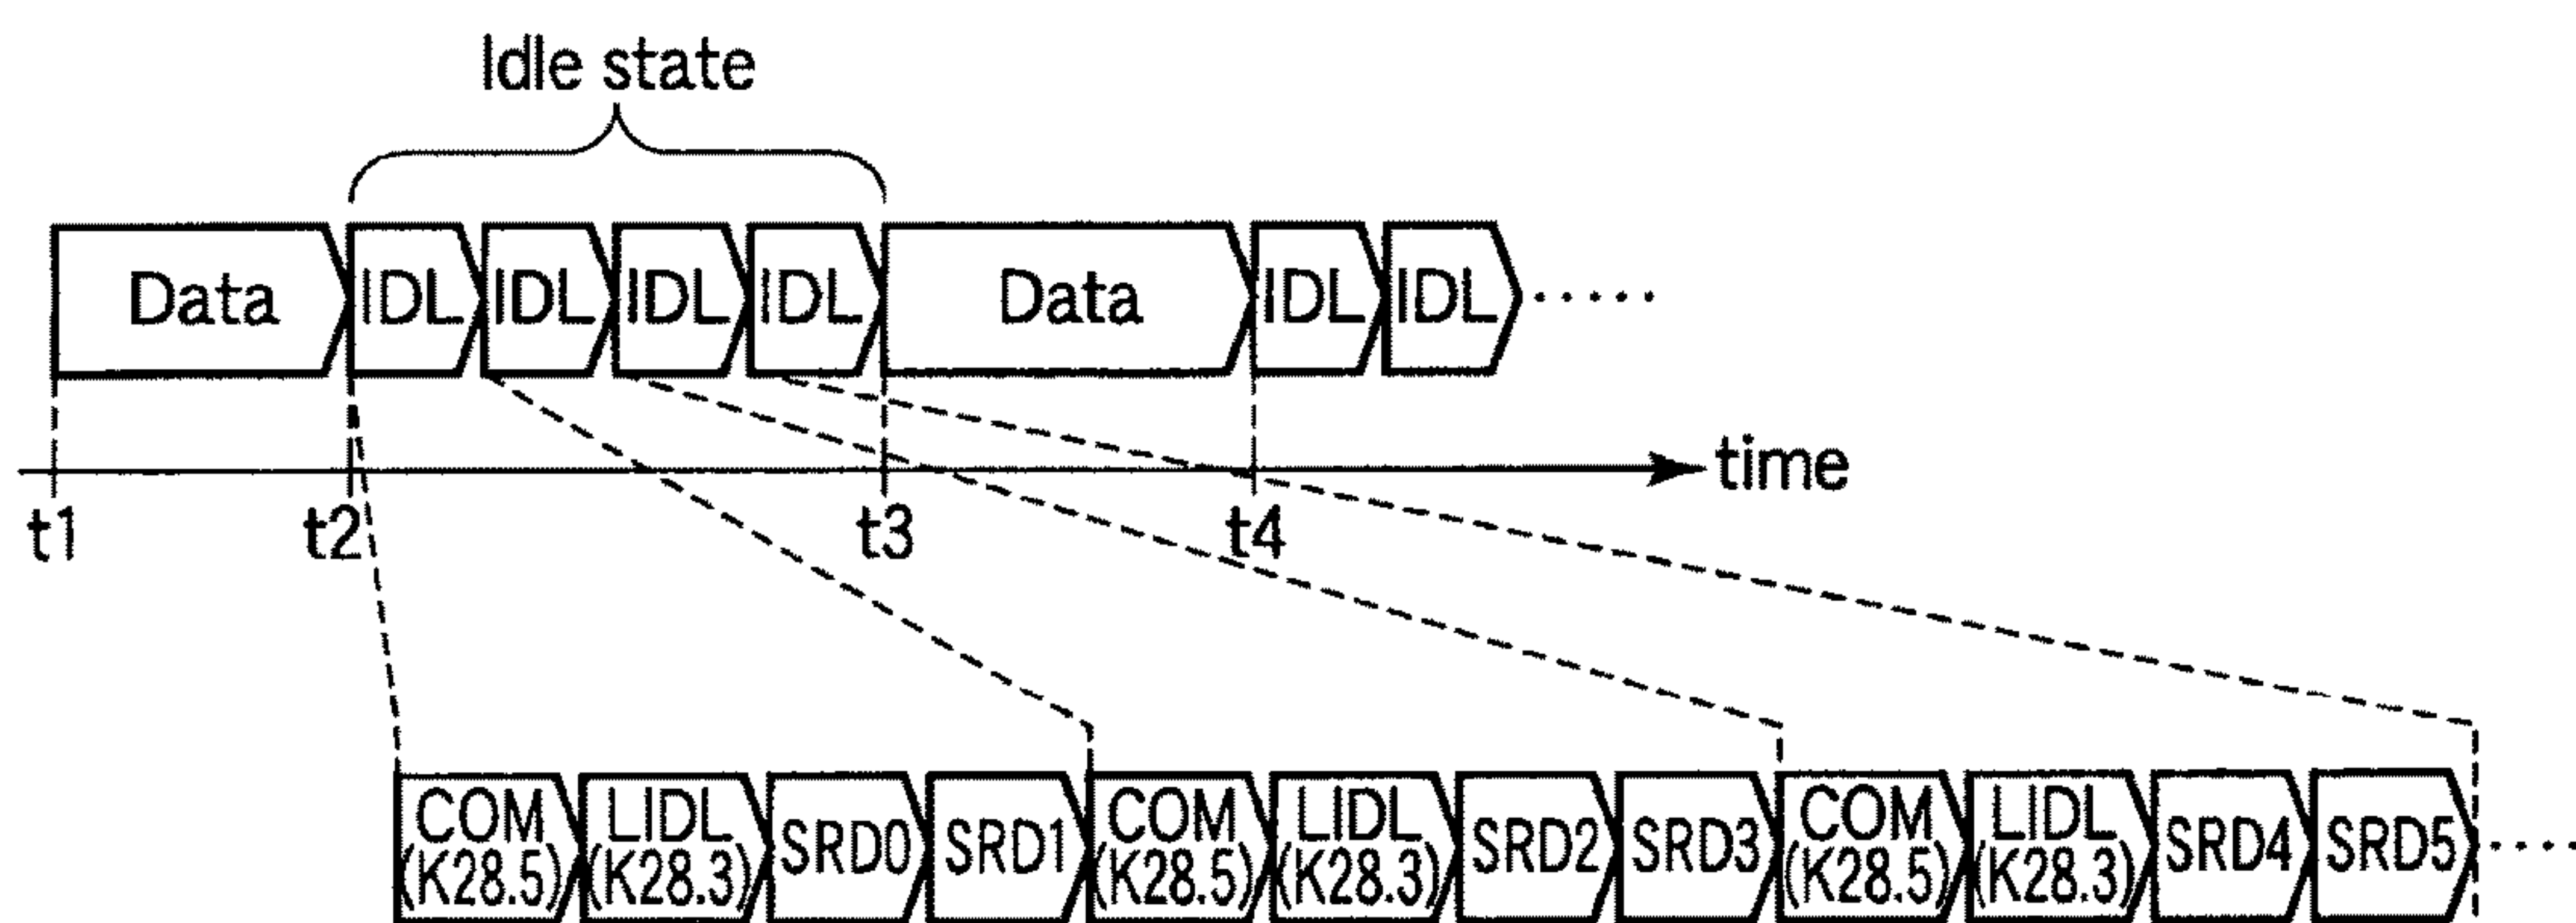 Idle state
Data IDL IDL IDL IDL Data IDL IDL ·····
time
t1 t2 t3 t4
COM (K28.5) LIDL (K28.3) SRD0 SRD1 COM (K28.5) LIDL (K28.3) SRD2 SRD3 COM (K28.5) LIDL (K28.3) SRD4 SRD5 ····